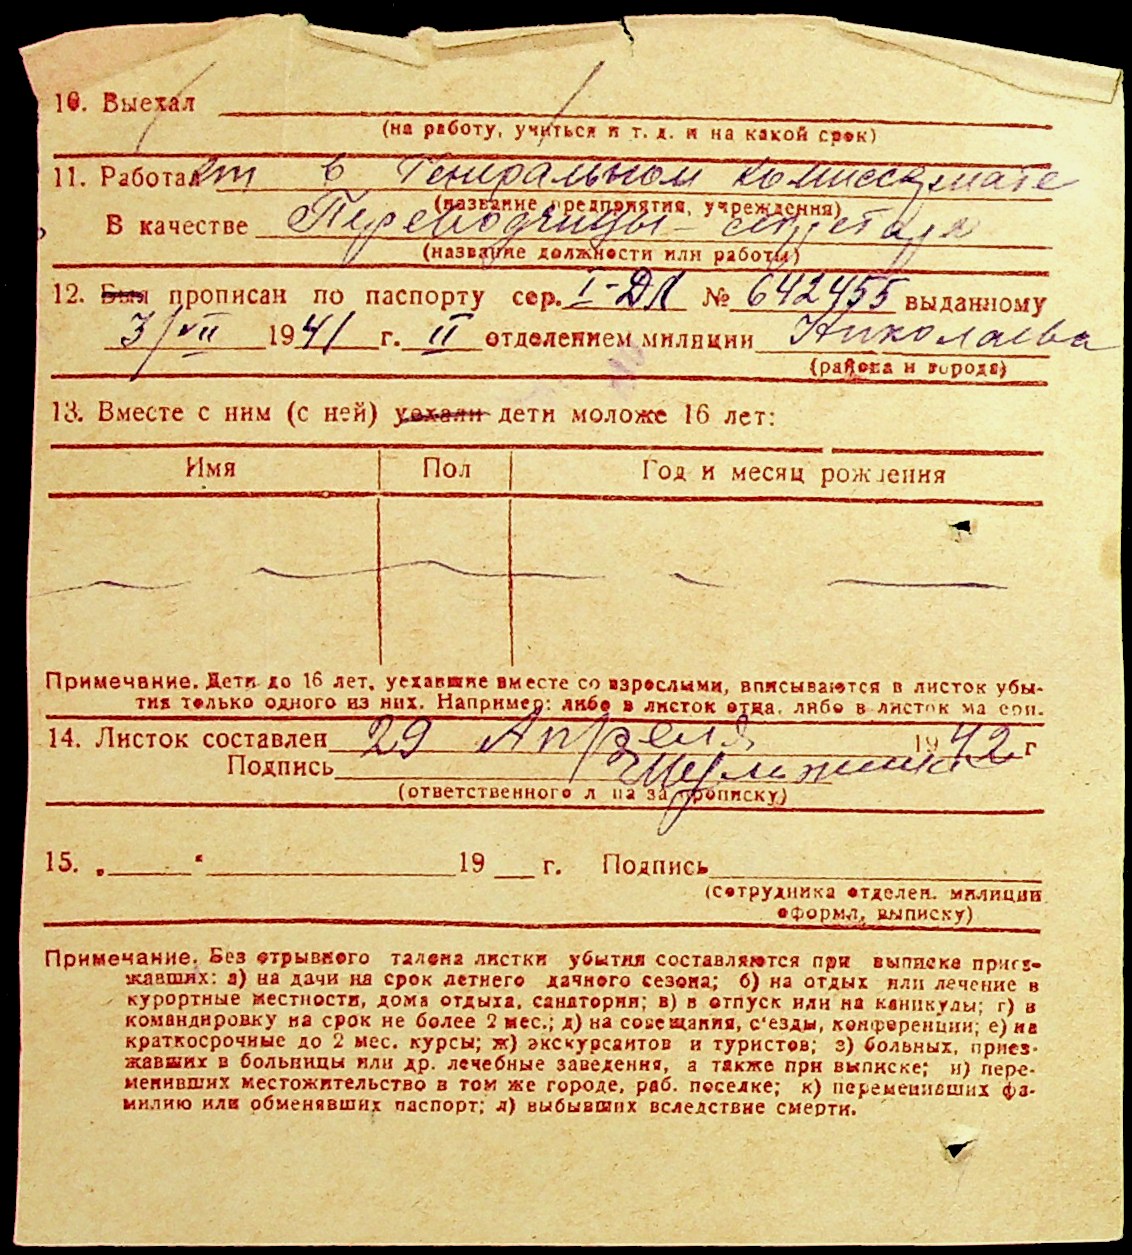 10. Выехал
(на работу, учиться и т. д. и на какой срок)
11. Работает в Генеральном комиссариате
(название предприятия, учреждения)
В качестве Переводчицы-секретаря
(название должности или работы)
12. Был прописан по паспорту сер. I-ДЛ № 642455 выданному
3/VII 1941 г. II отделением милиции Николаева
(района и города)
13. Вместе с ним (с ней) уехали дети моложе 16 лет:
Имя Пол Год и месяц рождения
Примечание. Дети до 16 лет, уехавшие вместе со взрослыми, вписываются в листок убы-
тия только одного из них. Например: либо в листок отца, либо в листок матери.
14. Листок составлен 29 Апреля 1942 г
Подпись
(ответственного лица за прописку)
15. „ “ 19 г. Подпись
(сотрудника отделен. милиции
оформл. выписку)
Примечание. Без отрывного талона листки убытия составляются при выписке приез-
жавших: а) на дачи на срок летнего дачного сезона; б) на отдых или лечение в
курортные местности, дома отдыха, санатории; в) в отпуск или на каникулы; г) в
командировку на срок не более 2 мес.; д) на совещания, с'езды, конференции; е) на
краткосрочные до 2 мес. курсы; ж) экскурсантов и туристов; з) больных, приез-
жавших в больницы или др. лечебные заведения, а также при выписке; и) пере-
менивших местожительство в том же городе, раб. поселке; к) переменивших фа-
милию или обменявших паспорт; л) выбывших вследствие смерти.